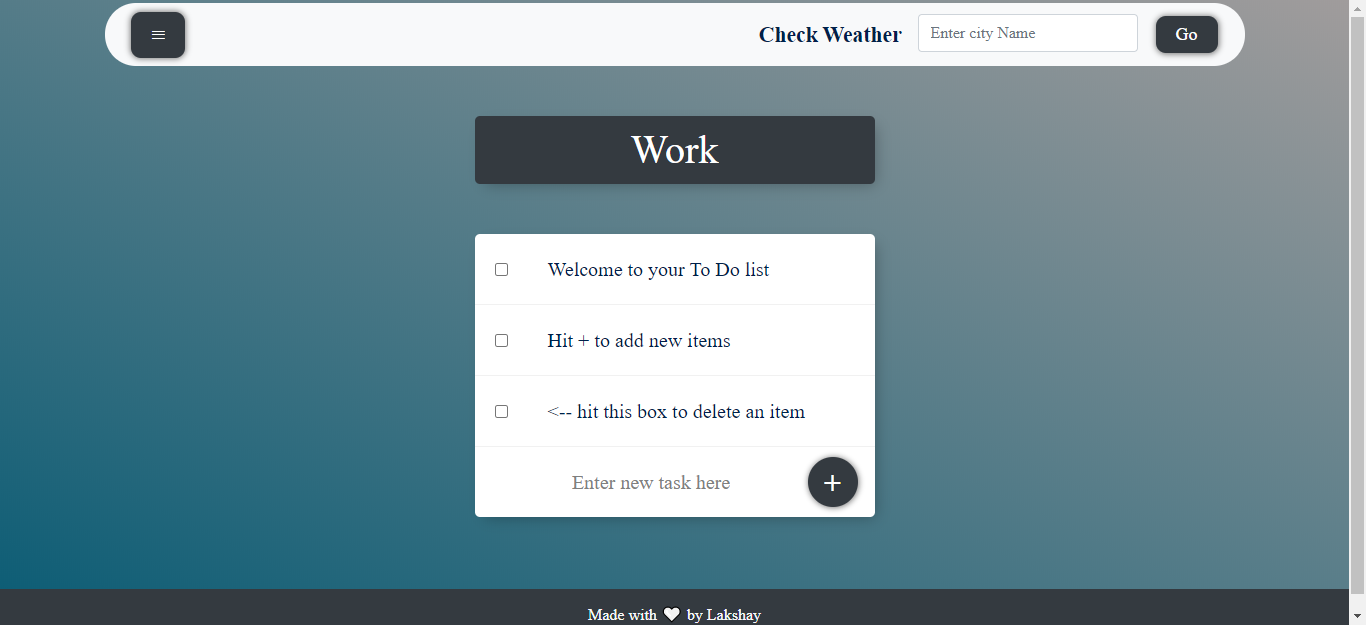 Check Weather Enter city Name Go
Work
Welcome to your To Do list
Hit + to add new items
<-- hit this box to delete an item
Enter new task here +
Made with ♥ by Lakshay